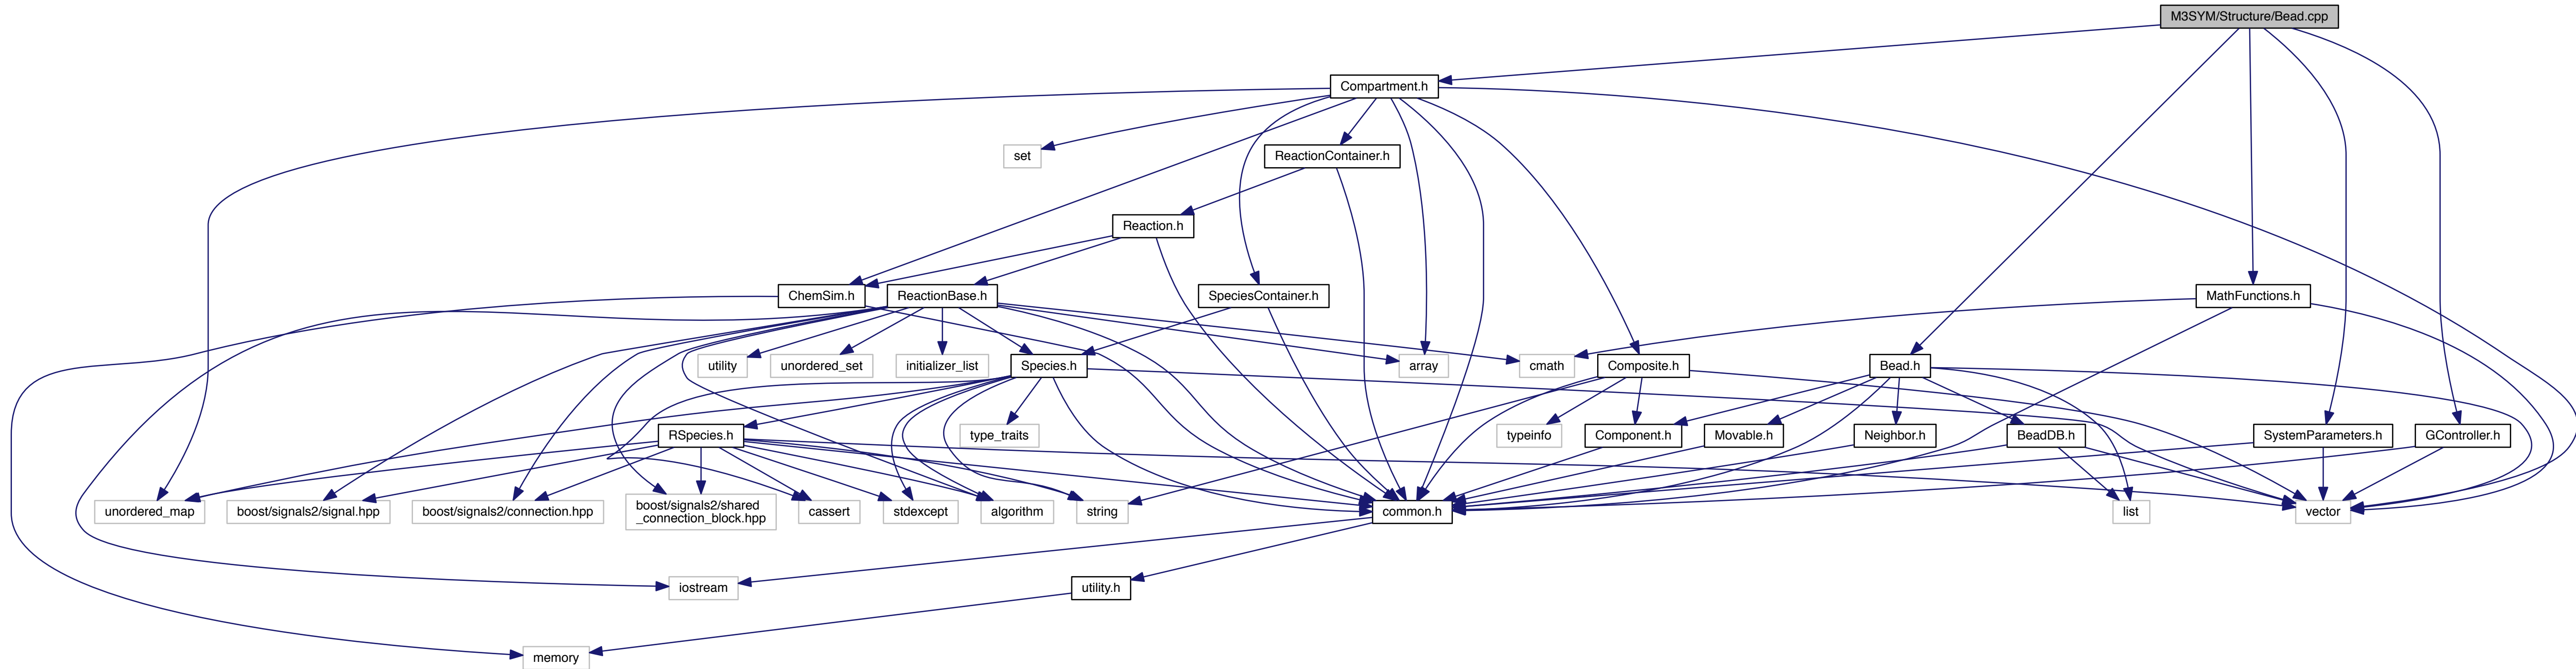 M3SYM/Structure/Bead.cpp
Compartment.h
set
ReactionContainer.h
Reaction.h
ChemSim.h
ReactionBase.h
SpeciesContainer.h
MathFunctions.h
utility
unordered_set
initializer_list
Species.h
array
cmath
Composite.h
Bead.h
RSpecies.h
type_traits
typeinfo
Component.h
Movable.h
Neighbor.h
BeadDB.h
SystemParameters.h
GController.h
unordered_map
boost/signals2/signal.hpp
boost/signals2/connection.hpp
boost/signals2/shared
_connection_block.hpp
cassert
stdexcept
algorithm
string
common.h
list
vector
iostream
utility.h
memory